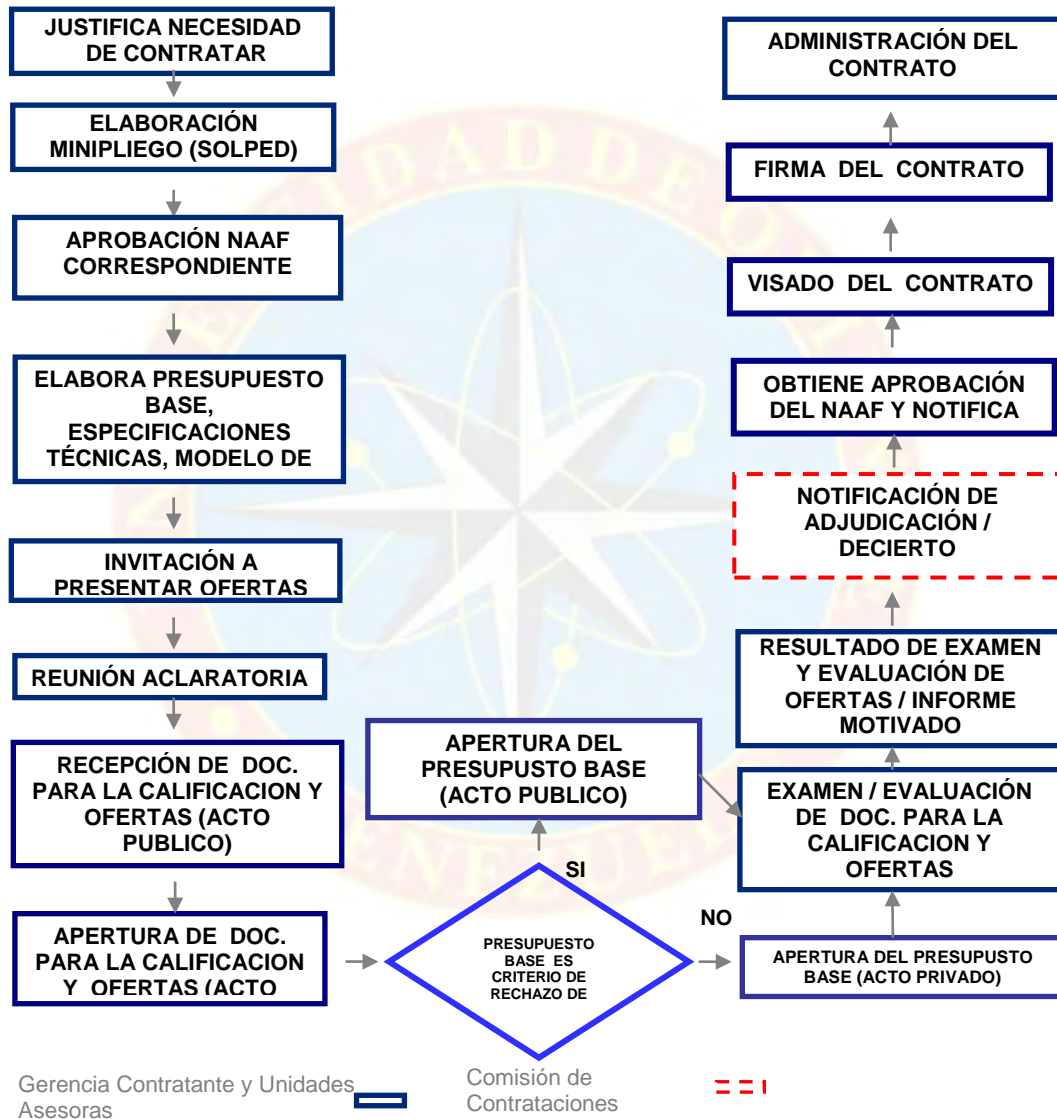 JUSTIFICA NECESIDAD
DE CONTRATAR
ELABORACIÓN
MINIPLIEGO (SOLPED)
APROBACIÓN NAAF
CORRESPONDIENTE
ELABORA PRESUPUESTO
BASE,
ESPECIFICACIONES
TÉCNICAS, MODELO DE
INVITACIÓN A
PRESENTAR OFERTAS
REUNIÓN ACLARATORIA
RECEPCIÓN DE DOC.
PARA LA CALIFICACION Y
OFERTAS (ACTO
PUBLICO)
APERTURA DE DOC.
PARA LA CALIFICACION
Y OFERTAS (ACTO
PRESUPUESTO
BASE ES
CRITERIO DE
RECHAZO DE
SI
NO
APERTURA DEL
PRESUPUSTO BASE
(ACTO PUBLICO)
APERTURA DEL PRESUPUSTO
BASE (ACTO PRIVADO)
EXAMEN / EVALUACIÓN
DE DOC. PARA LA
CALIFICACION Y
OFERTAS
RESULTADO DE EXAMEN
Y EVALUACIÓN DE
OFERTAS / INFORME
MOTIVADO
NOTIFICACIÓN DE
ADJUDICACIÓN /
DECIERTO
OBTIENE APROBACIÓN
DEL NAAF Y NOTIFICA
VISADO DEL CONTRATO
FIRMA DEL CONTRATO
ADMINISTRACIÓN DEL
CONTRATO
Gerencia Contratante y Unidades
Asesoras
Comisión de
Contrataciones